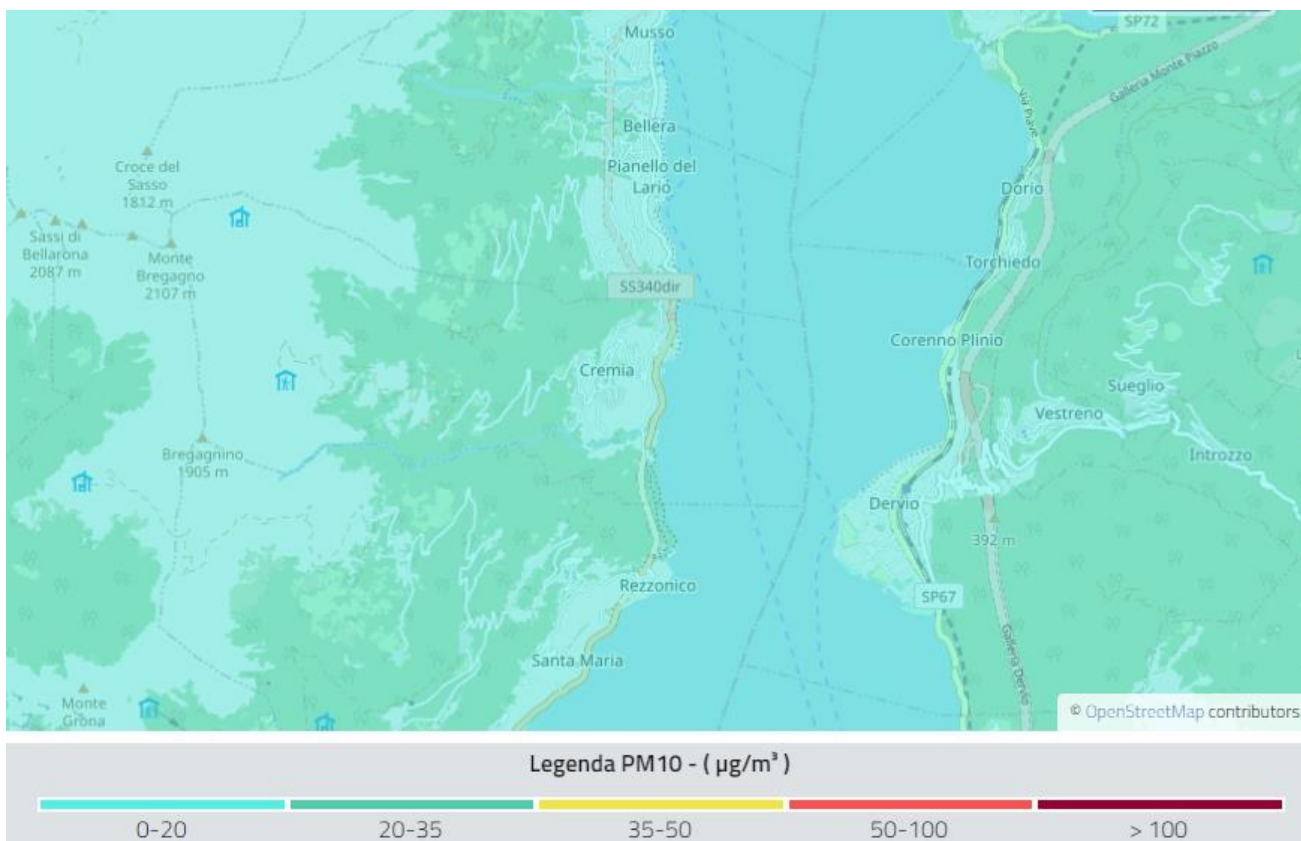 SP72
Musso
Galleria Monte Piazzo
Via Piave
Bellera
Croce del
Sasso
1812 m
Pianello del
Lario
Dorio
Sassi di
Bellarona
2087 m
Monte
Bregagno
2107 m
Torchiedo
SS340dir
Corenno Plinio
Cremia
Sueglio
Vestreno
Bregagnino
1905 m
Introzzo
Dervio
392 m
Rezzonico
SP67
Santa Maria
Galleria Dervio
Monte
Grona
© OpenStreetMap contributors
Legenda PM10 - ( µg/m³ )
0-20
20-35
35-50
50-100
> 100